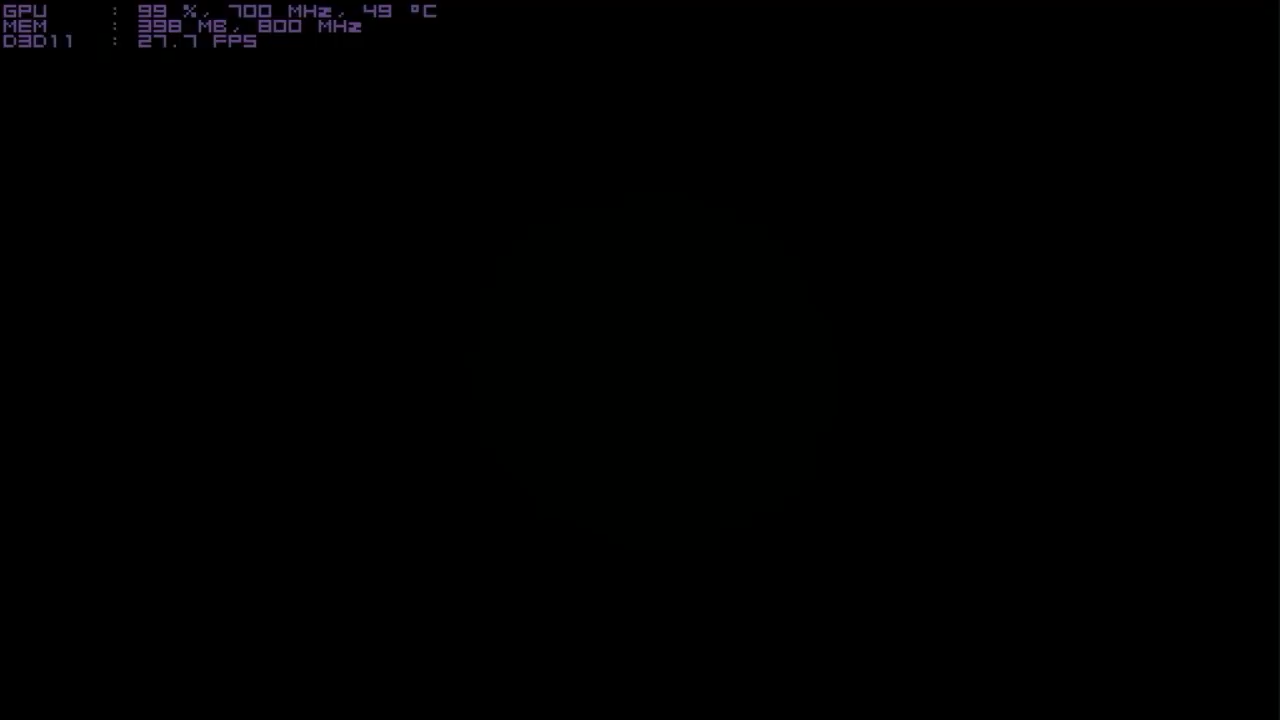 GPU : 99 %, 700 MHz, 49 °C
MEM : 398 MB, 800 MHz
D3D11 : 27.7 FPS